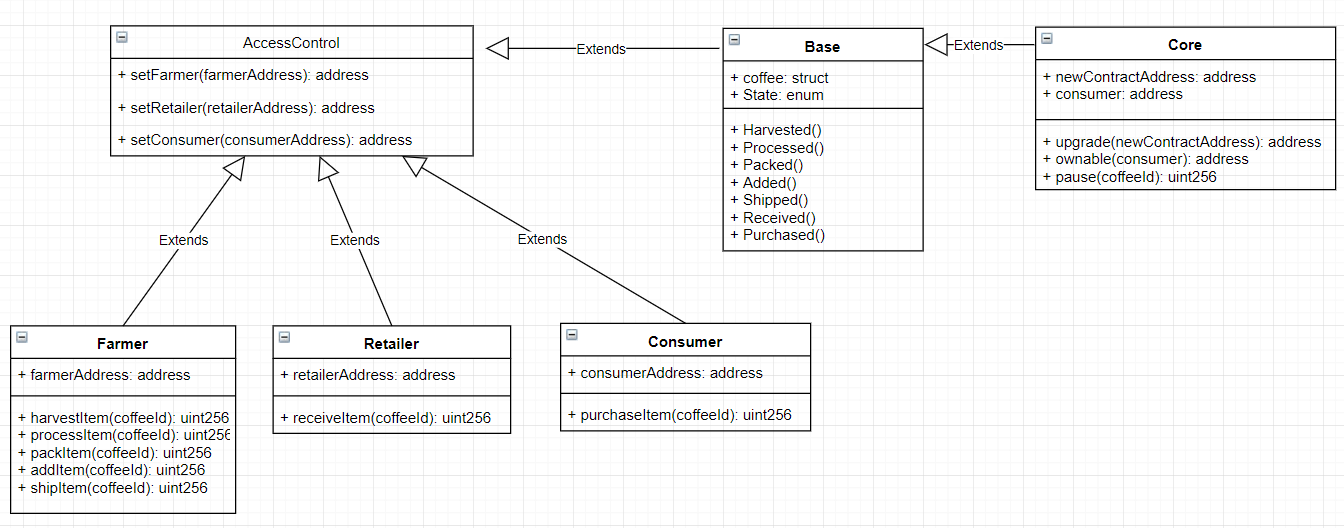 AccessControl
+ setFarmer(farmerAddress): address
+ setRetailer(retailerAddress): address
+ setConsumer(consumerAddress): address
Extends
Base
+ coffee: struct
+ State: enum
+ Harvested()
+ Processed()
+ Packed()
+ Added()
+ Shipped()
+ Received()
+ Purchased()
Extends
Core
+ newContractAddress: address
+ consumer: address
+ upgrade(newContractAddress): address
+ ownable(consumer): address
+ pause(coffeeId): uint256
Extends
Extends
Extends
Farmer
+ farmerAddress: address
+ harvestItem(coffeeId): uint256
+ processItem(coffeeId): uint256
+ packItem(coffeeId): uint256
+ addItem(coffeeId): uint256
+ shipItem(coffeeId): uint256
Retailer
+ retailerAddress: address
+ receiveItem(coffeeId): uint256
Consumer
+ consumerAddress: address
+ purchaseItem(coffeeId): uint256